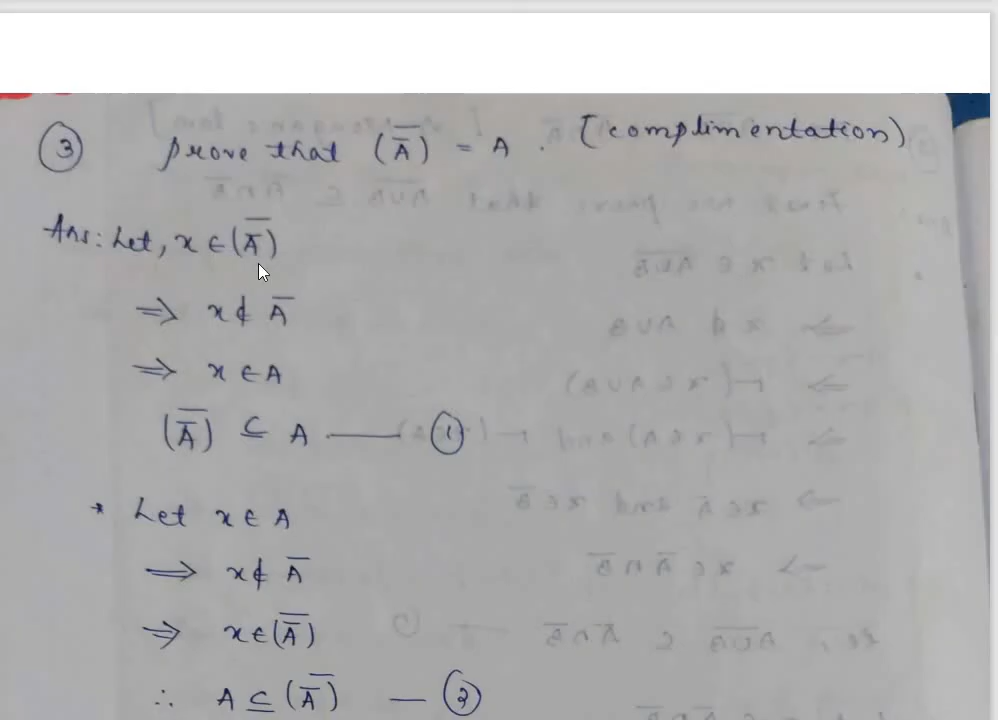 ③ prove that (A̿) = A . [complimentation)
Ans: Let, x ∈ (A̿)
⇒ x ∉ A̅
⇒ x ∈ A
(A̿) ⊆ A —— ①
* Let x ∈ A
⇒ x ∉ A̅
⇒ x ∈ (A̿)
∴ A ⊆ (A̿) — ②